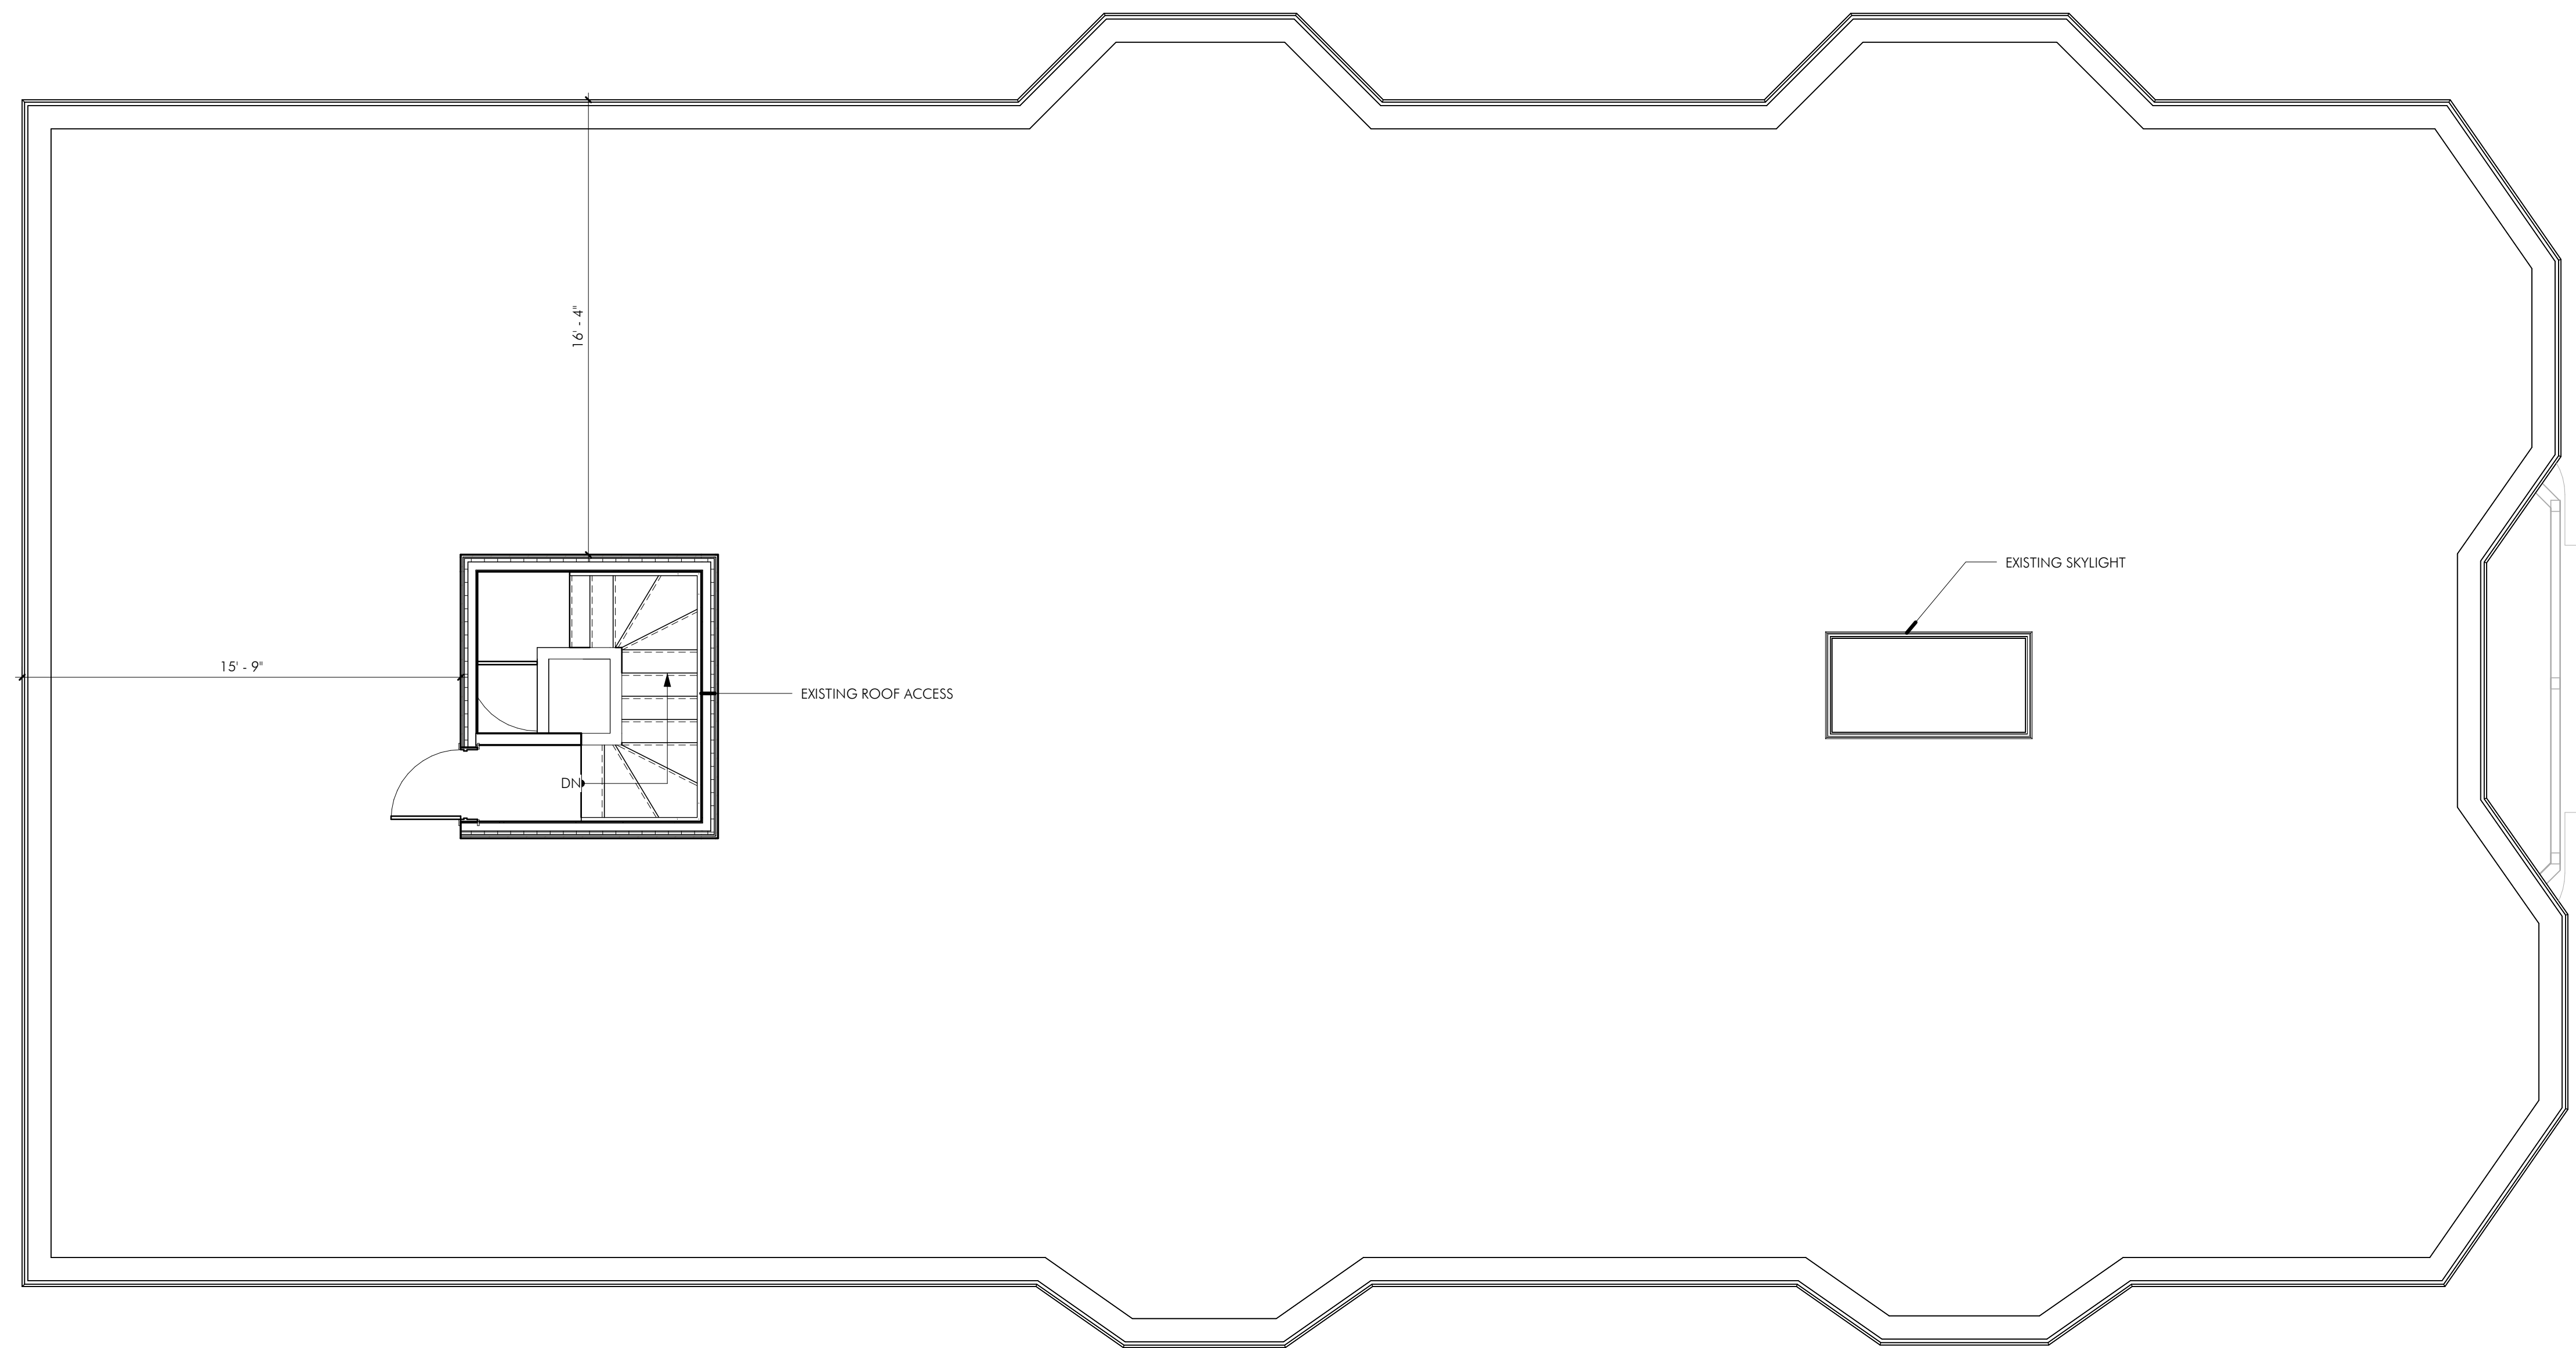 16' - 4"
EXISTING SKYLIGHT
15' - 9"
EXISTING ROOF ACCESS
DN